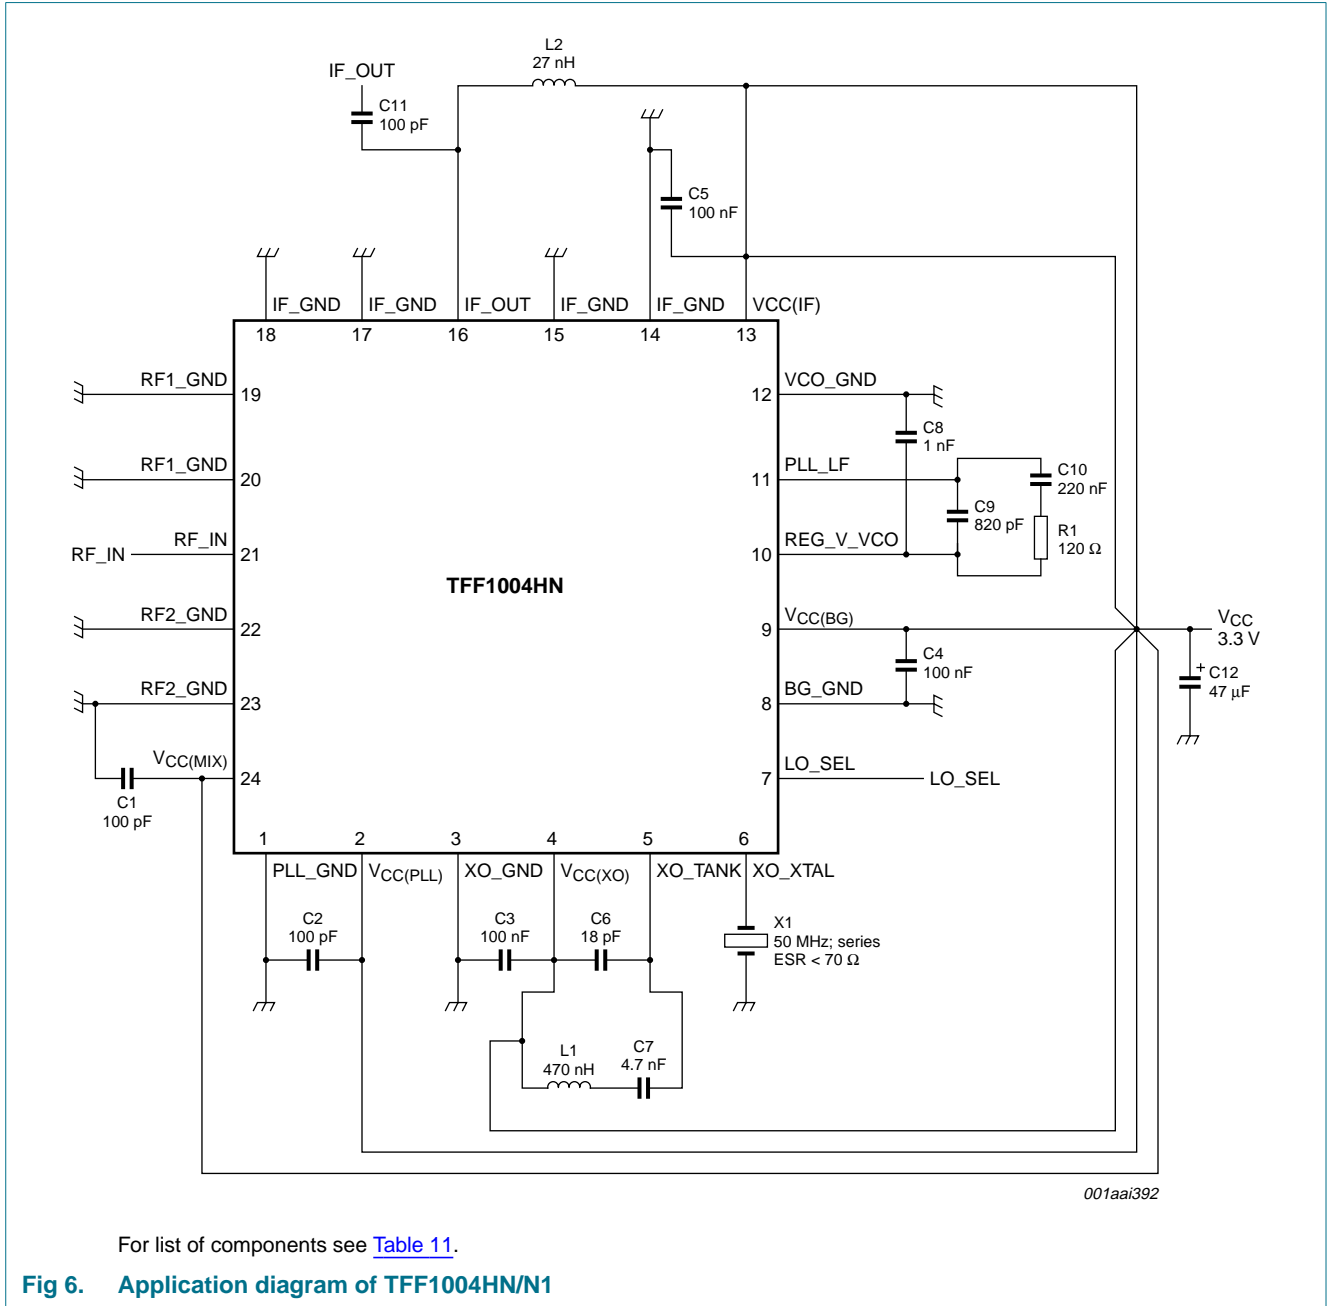 L2
27 nH
IF_OUT
C11
100 pF
C5
100 nF
IF_GND
IF_GND
IF_OUT
IF_GND
IF_GND
VCC(IF)
18
17
16
15
14
13
RF1_GND
19
12
VCO_GND
C8
1 nF
RF1_GND
20
11
PLL_LF
C10
220 nF
C9
820 pF
R1
120 Ω
RF_IN
RF_IN
21
10
REG_V_VCO
TFF1004HN
RF2_GND
22
9
VCC(BG)
VCC
3.3 V
C4
100 nF
+
C12
47 μF
RF2_GND
23
8
BG_GND
VCC(MIX)
24
7
LO_SEL
LO_SEL
C1
100 pF
1
2
3
4
5
6
PLL_GND
VCC(PLL)
XO_GND
VCC(XO)
XO_TANK
XO_XTAL
C2
100 pF
C3
100 nF
C6
18 pF
X1
50 MHz; series
ESR < 70 Ω
L1
470 nH
C7
4.7 nF
001aai392
For list of components see Table 11.
Fig 6. Application diagram of TFF1004HN/N1